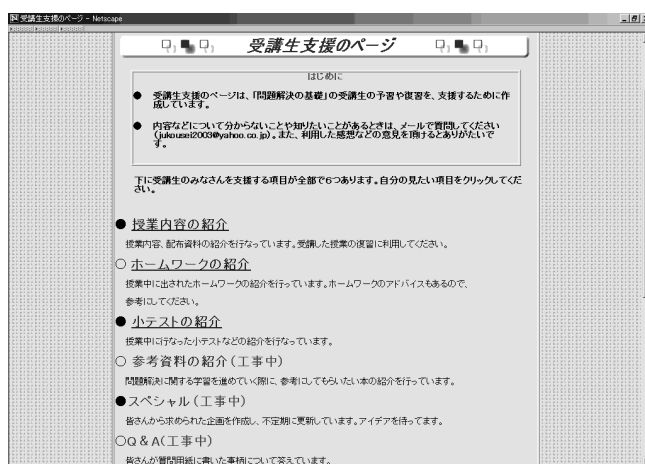 受講生支援のページ - Netscape
受講生支援のページ
はじめに
● 受講生支援のページは、「問題解決の基礎」の受講生の予習や復習を、支援するために作
成しています。
● 内容などについて分からないことや知りたいことがあるときは、メールで質問してください
(jukousei2003@yahoo.co.jp)。また、利用した感想などの意見を頂けるとありがたいで
す。
下に受講生のみなさんを支援する項目が全部で6つあります。自分の見たい項目をクリックしてくだ
さい。
● 授業内容の紹介
授業内容、配布資料の紹介を行なっています。受講した授業の復習に利用してください。
○ ホームワークの紹介
授業中に出されたホームワークの紹介を行っています。ホームワークのアドバイスもあるので、
参考にしてください。
● 小テストの紹介
授業中に行なった小テストなどの紹介を行なっています。
○ 参考資料の紹介(工事中)
問題解決に関する学習を進めていく際に、参考にしてもらいたい本の紹介を行っています。
●スペシャル(工事中)
皆さんから求められた企画を作成し、不定期に更新しています。アイデアを待ってます。
○Q & A(工事中)
皆さんが質問用紙に書いた事柄について答えています。